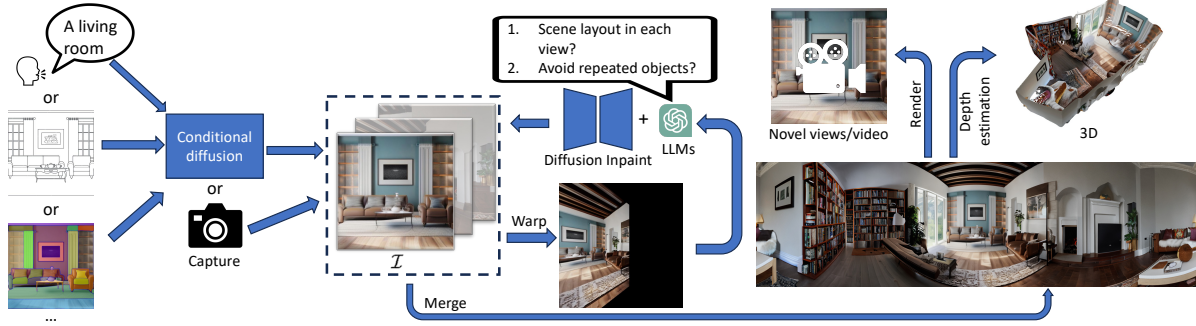 A living
room
or
or
...
Conditional
diffusion
or
Capture
I
Warp
Merge
1. Scene layout in each
view?
2. Avoid repeated objects?
Diffusion Inpaint
+
LLMs
Novel views/video
Render
Depth
estimation
3D